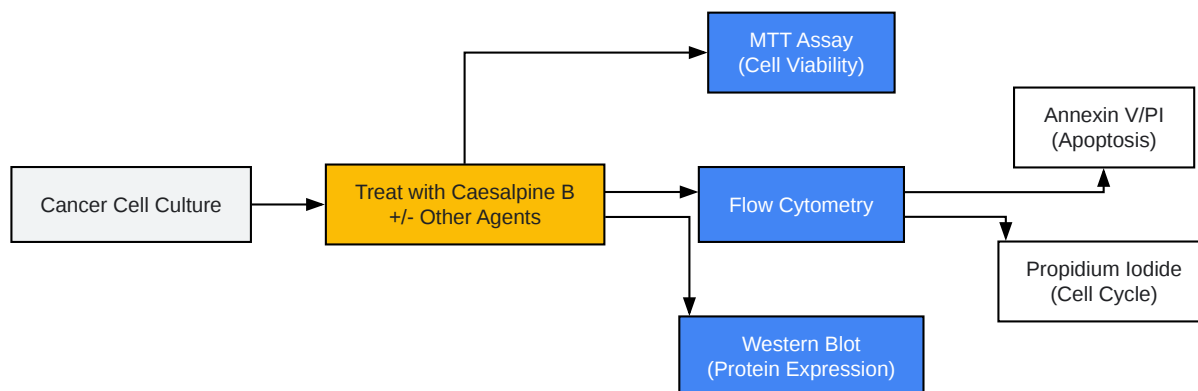 MTT Assay
(Cell Viability)
Annexin V/PI
(Apoptosis)
Cancer Cell Culture
Treat with Caesalpine B
+/- Other Agents
Flow Cytometry
Propidium Iodide
(Cell Cycle)
Western Blot
(Protein Expression)